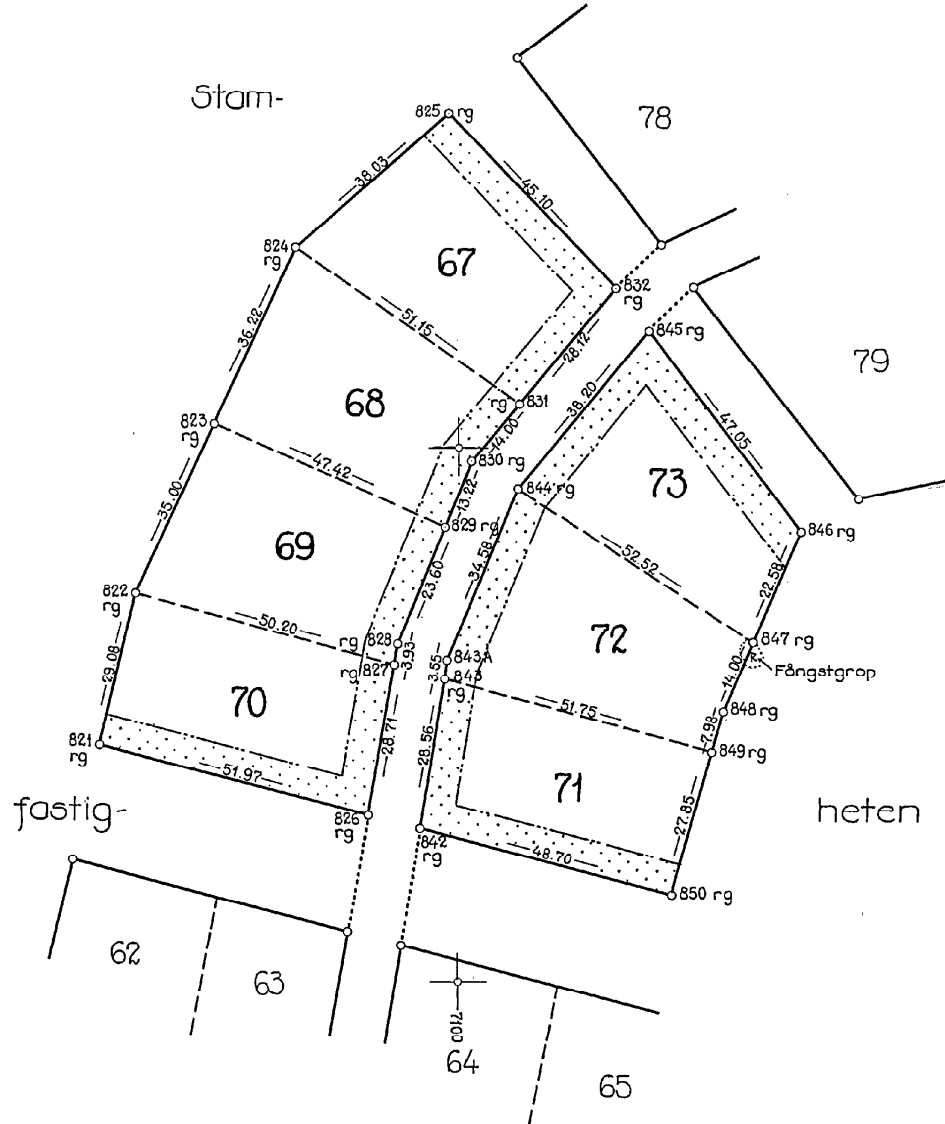 Stam-
78
825 rg
38.03
45.10
824
rg
67
832
rg
845 rg
36.22
51.15
28.12
79
68
rg 831
38.20
47.05
823
rg
14.00
830 rg
47.42
13.22
844 rg
73
35.00
829 rg
846 rg
69
34.58
52.52
23.60
22.58
822
rg
50.20
rg 828
72
847 rg
3.93
rg 827
843A
3.55
843
rg
14.00
Fångstgrop
29.08
70
848 rg
51.75
7.98
849 rg
28.71
821
rg
28.56
51.97
71
27.85
fastig-
heten
826
rg
842
rg
48.70
850 rg
62
63
7100
64
65